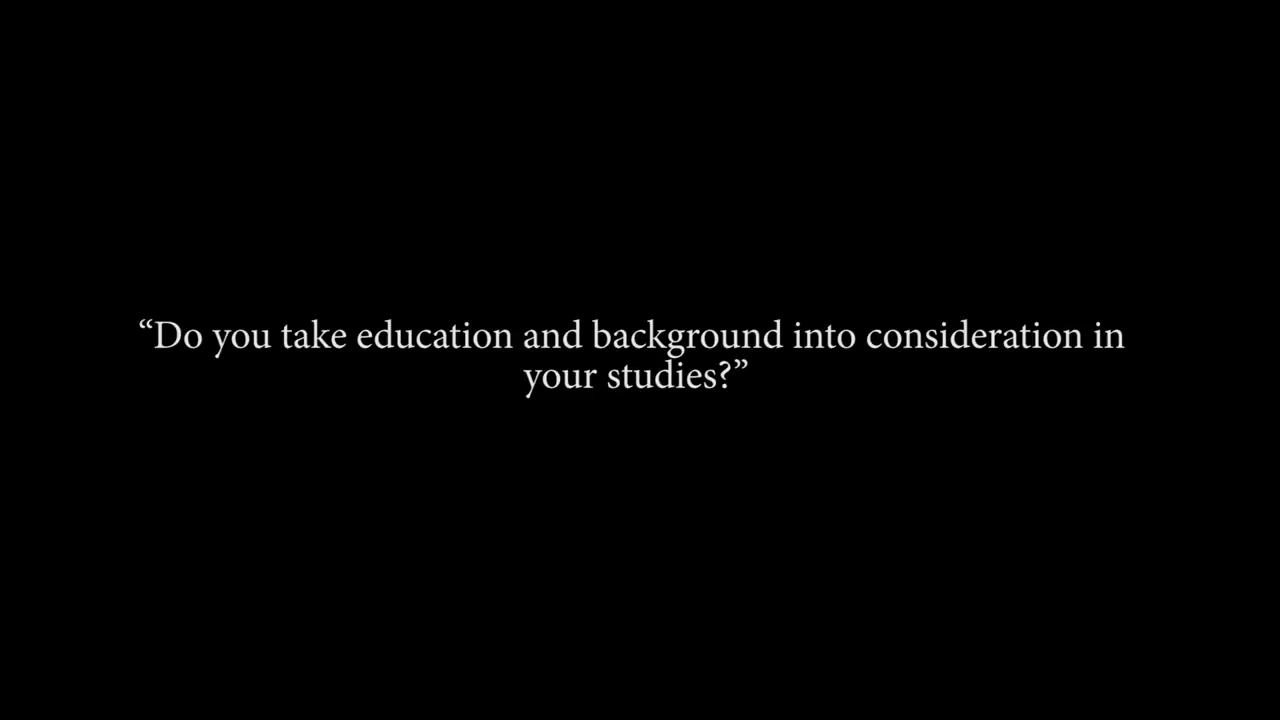 “Do you take education and background into consideration in
your studies?”